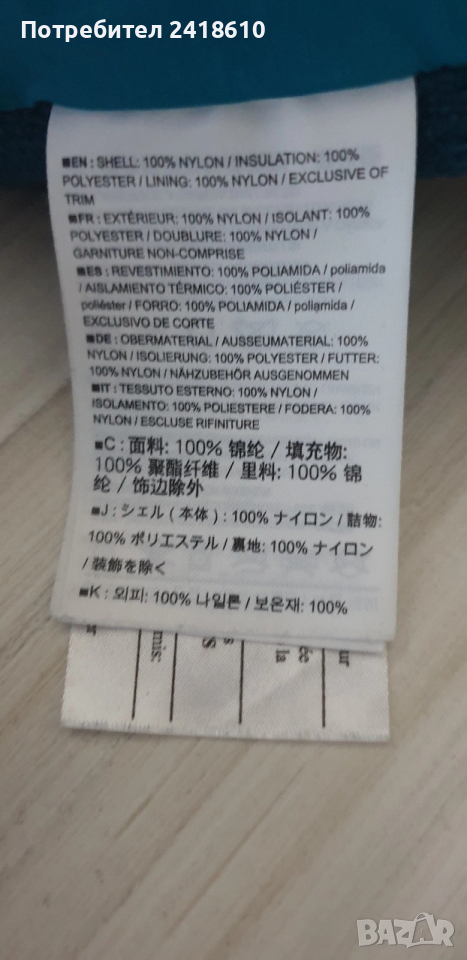 Потребител 2418610
■EN : SHELL: 100% NYLON / INSULATION: 100%
POLYESTER / LINING: 100% NYLON / EXCLUSIVE OF
TRIM
■FR : EXTÉRIEUR: 100% NYLON / ISOLANT: 100%
POLYESTER / DOUBLURE: 100% NYLON /
GARNITURE NON-COMPRISE
■ES : REVESTIMIENTO: 100% POLIAMIDA / poliamida
/ AISLAMIENTO TÉRMICO: 100% POLIÉSTER /
poliéster / FORRO: 100% POLIAMIDA / poliamida /
EXCLUSIVO DE CORTE
■DE : OBERMATERIAL / AUSSEUMATERIAL: 100%
NYLON / ISOLIERUNG: 100% POLYESTER / FUTTER:
100% NYLON / NÄHZUBEHÖR AUSGENOMMEN
■IT : TESSUTO ESTERNO: 100% NYLON /
ISOLAMENTO: 100% POLIESTERE / FODERA: 100%
NYLON / ESCLUSE RIFINITURE
■C : 面料: 100% 锦纶 / 填充物:
100% 聚酯纤维 / 里料: 100% 锦
纶 / 饰边除外
■J : シェル ( 本体 ) : 100% ナイロン / 詰物:
100% ポリエステル / 裏地: 100% ナイロン
/ 装飾を除く
■K : 외피: 100% 나일론 / 보온재: 100%
mis:
s
S
ée
la
ur
BAZAR